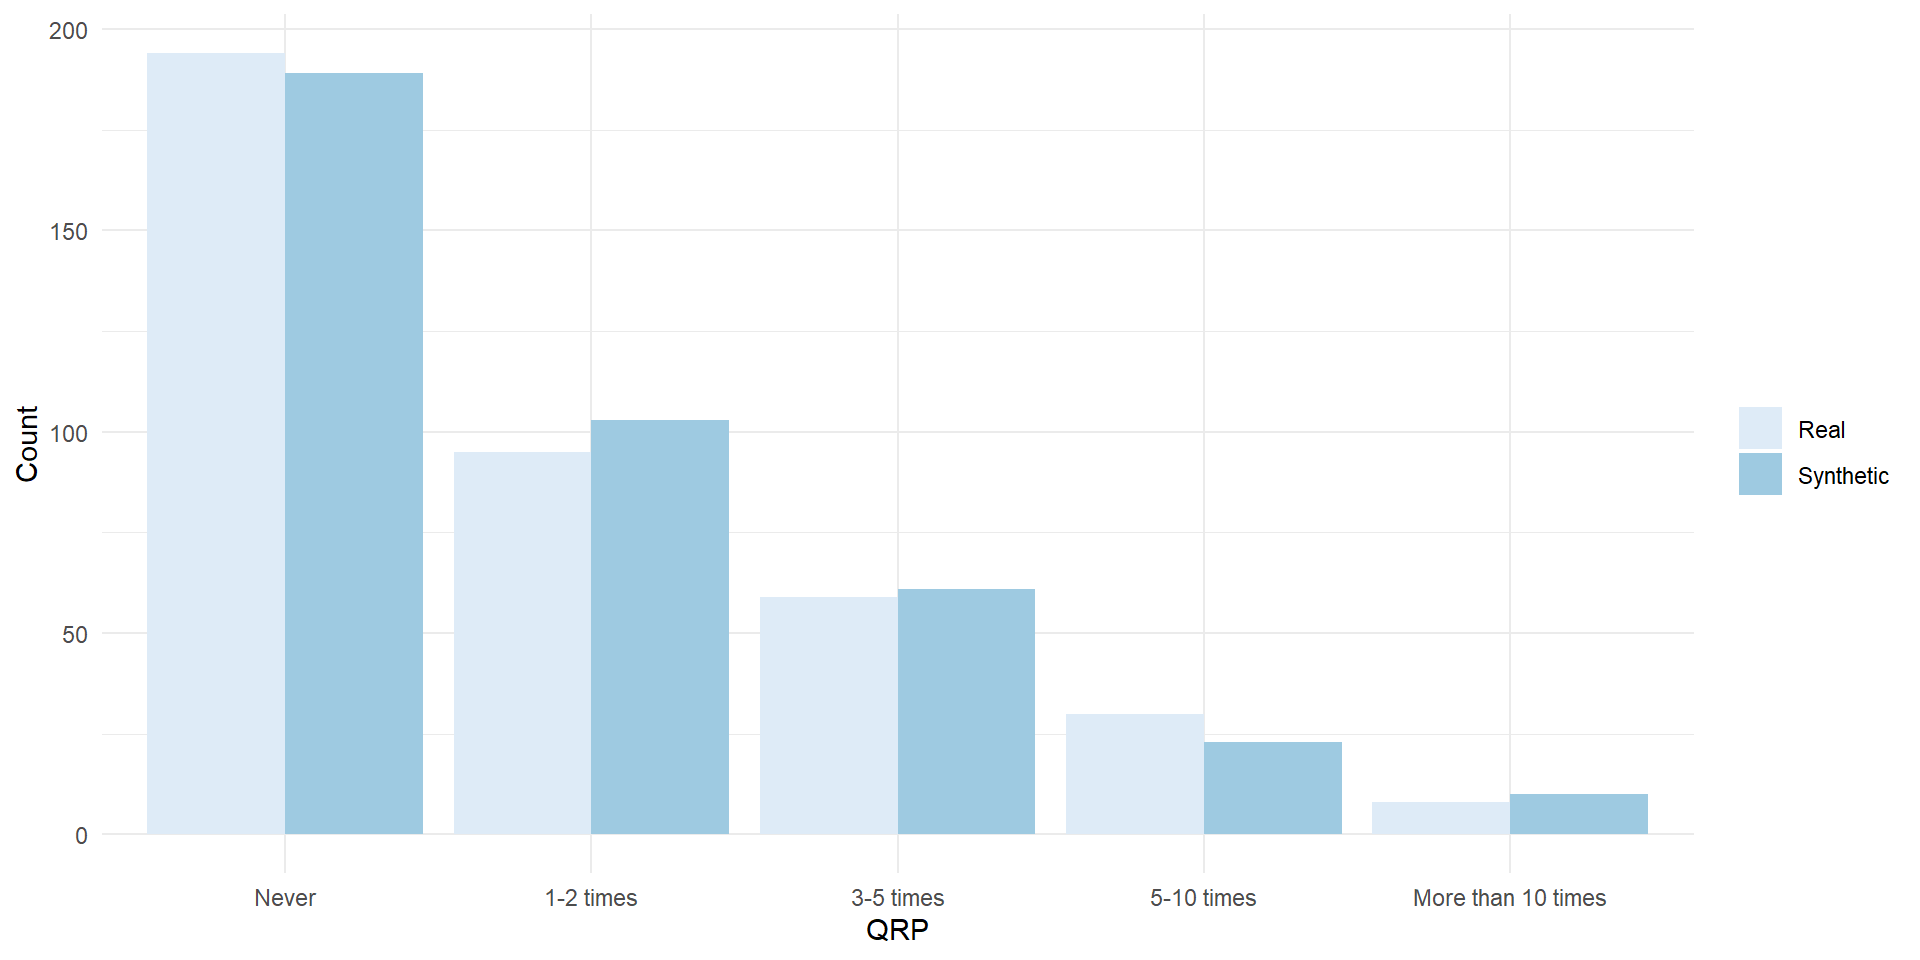 200
150
100
50
0
Count
Never
1-2 times
3-5 times
5-10 times
More than 10 times
QRP
Real
Synthetic